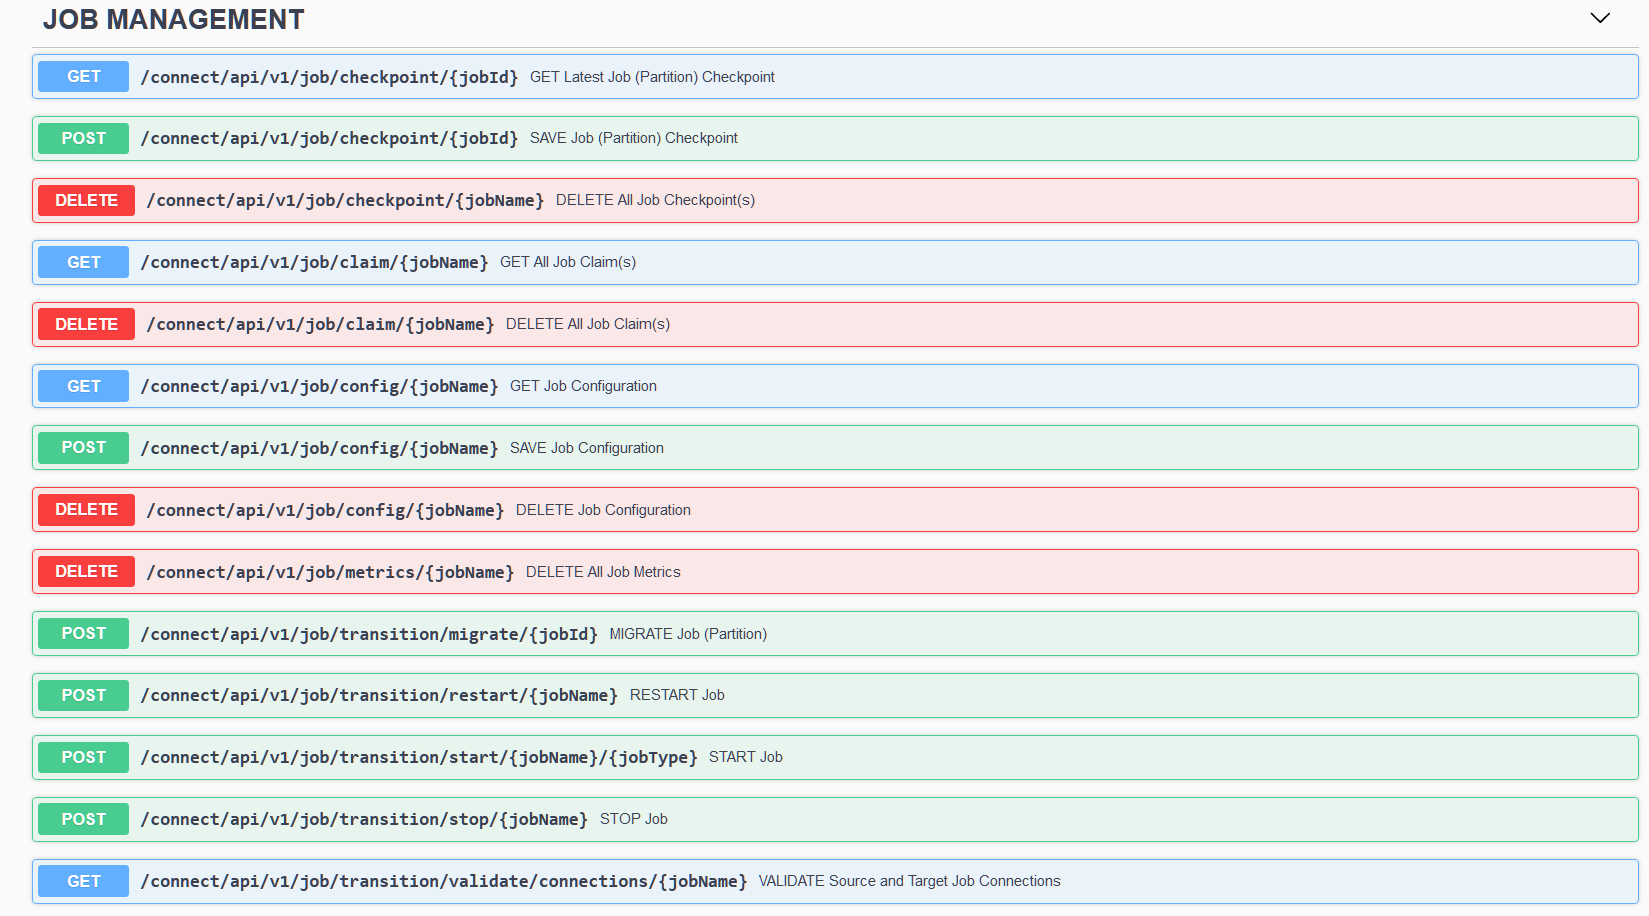 JOB MANAGEMENT
GET /connect/api/v1/job/checkpoint/{jobId} GET Latest Job (Partition) Checkpoint
POST /connect/api/v1/job/checkpoint/{jobId} SAVE Job (Partition) Checkpoint
DELETE /connect/api/v1/job/checkpoint/{jobName} DELETE All Job Checkpoint(s)
GET /connect/api/v1/job/claim/{jobName} GET All Job Claim(s)
DELETE /connect/api/v1/job/claim/{jobName} DELETE All Job Claim(s)
GET /connect/api/v1/job/config/{jobName} GET Job Configuration
POST /connect/api/v1/job/config/{jobName} SAVE Job Configuration
DELETE /connect/api/v1/job/config/{jobName} DELETE Job Configuration
DELETE /connect/api/v1/job/metrics/{jobName} DELETE All Job Metrics
POST /connect/api/v1/job/transition/migrate/{jobId} MIGRATE Job (Partition)
POST /connect/api/v1/job/transition/restart/{jobName} RESTART Job
POST /connect/api/v1/job/transition/start/{jobName}/{jobType} START Job
POST /connect/api/v1/job/transition/stop/{jobName} STOP Job
GET /connect/api/v1/job/transition/validate/connections/{jobName} VALIDATE Source and Target Job Connections